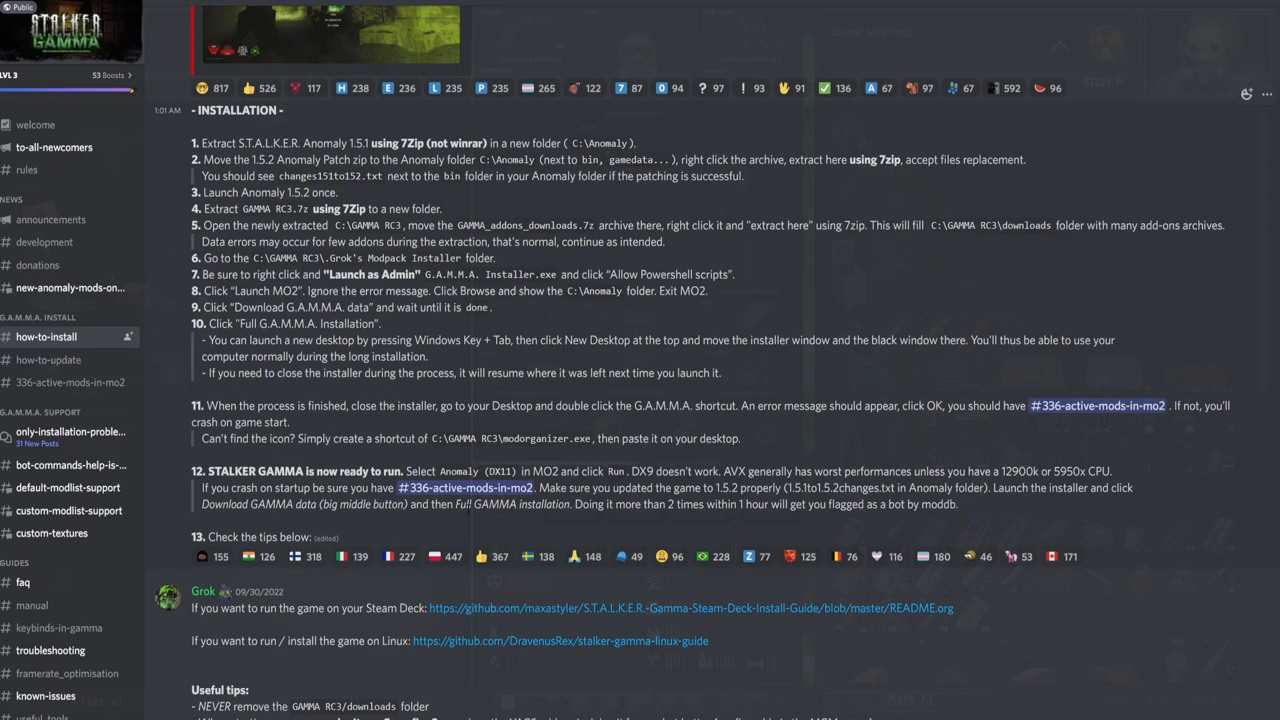 Public
S.T.A.L.K.E.R
GAMMA
LVL 3
53 Boosts >
welcome
to-all-newcomers
rules
NEWS
announcements
# development
# donations
new-anomaly-mods-on...
G.A.M.M.A. INSTALL
# how-to-install
# how-to-update
# 336-active-mods-in-mo2
G.A.M.M.A. SUPPORT
only-installation-proble...
31 New Posts
bot-commands-help-is-...
default-modlist-support
custom-modlist-support
custom-textures
GUIDES
# faq
# manual
# keybinds-in-gamma
# troubleshooting
# framerate_optimisation
# known-issues
# useful_tools
817 526 117 H 238 E 236 L 235 P 235 265 122 7 87 0 94 ? 97 ! 93 91 136 A 67 97 67 592 96
1:01 AM - INSTALLATION -
1. Extract S.T.A.L.K.E.R. Anomaly 1.5.1 using 7Zip (not winrar) in a new folder ( C:\Anomaly).
2. Move the 1.5.2 Anomaly Patch zip to the Anomaly folder C:\Anomaly (next to bin, gamedata...), right click the archive, extract here using 7zip, accept files replacement.
You should see changes151to152.txt next to the bin folder in your Anomaly folder if the patching is successful.
3. Launch Anomaly 1.5.2 once.
4. Extract GAMMA RC3.7z using 7Zip to a new folder.
5. Open the newly extracted C:\GAMMA RC3, move the GAMMA_addons_downloads.7z archive there, right click it and "extract here" using 7zip. This will fill C:\GAMMA RC3\downloads folder with many add-ons archives.
Data errors may occur for few addons during the extraction, that's normal, continue as intended.
6. Go to the C:\GAMMA RC3\.Grok's Modpack Installer folder.
7. Be sure to right click and "Launch as Admin" G.A.M.M.A. Installer.exe and click "Allow Powershell scripts".
8. Click "Launch MO2". Ignore the error message. Click Browse and show the C:\Anomaly folder. Exit MO2.
9. Click "Download G.A.M.M.A. data" and wait until it is done.
10. Click "Full G.A.M.M.A. Installation".
- You can launch a new desktop by pressing Windows Key + Tab, then click New Desktop at the top and move the installer window and the black window there. You'll thus be able to use your
computer normally during the long installation.
- If you need to close the installer during the process, it will resume where it was left next time you launch it.
11. When the process is finished, close the installer, go to your Desktop and double click the G.A.M.M.A. shortcut. An error message should appear, click OK, you should have #336-active-mods-in-mo2 . If not, you'll
crash on game start.
Can't find the icon? Simply create a shortcut of C:\GAMMA RC3\modorganizer.exe, then paste it on your desktop.
12. STALKER GAMMA is now ready to run. Select Anomaly (DX11) in MO2 and click Run. DX9 doesn't work. AVX generally has worst performances unless you have a 12900k or 5950x CPU.
If you crash on startup be sure you have #336-active-mods-in-mo2 . Make sure you updated the game to 1.5.2 properly (1.5.1to1.5.2changes.txt in Anomaly folder). Launch the installer and click
Download GAMMA data (big middle button) and then Full GAMMA installation. Doing it more than 2 times within 1 hour will get you flagged as a bot by moddb.
13. Check the tips below: (edited)
155 126 318 139 227 447 367 138 148 49 96 228 Z 77 125 76 116 180 46 53 171
Grok 09/30/2022
If you want to run the game on your Steam Deck: https://github.com/maxastyler/S.T.A.L.K.E.R.-Gamma-Steam-Deck-Install-Guide/blob/master/README.org
If you want to run / install the game on Linux: https://github.com/DravenusRex/stalker-gamma-linux-guide
Useful tips:
- NEVER remove the GAMMA RC3/downloads folder